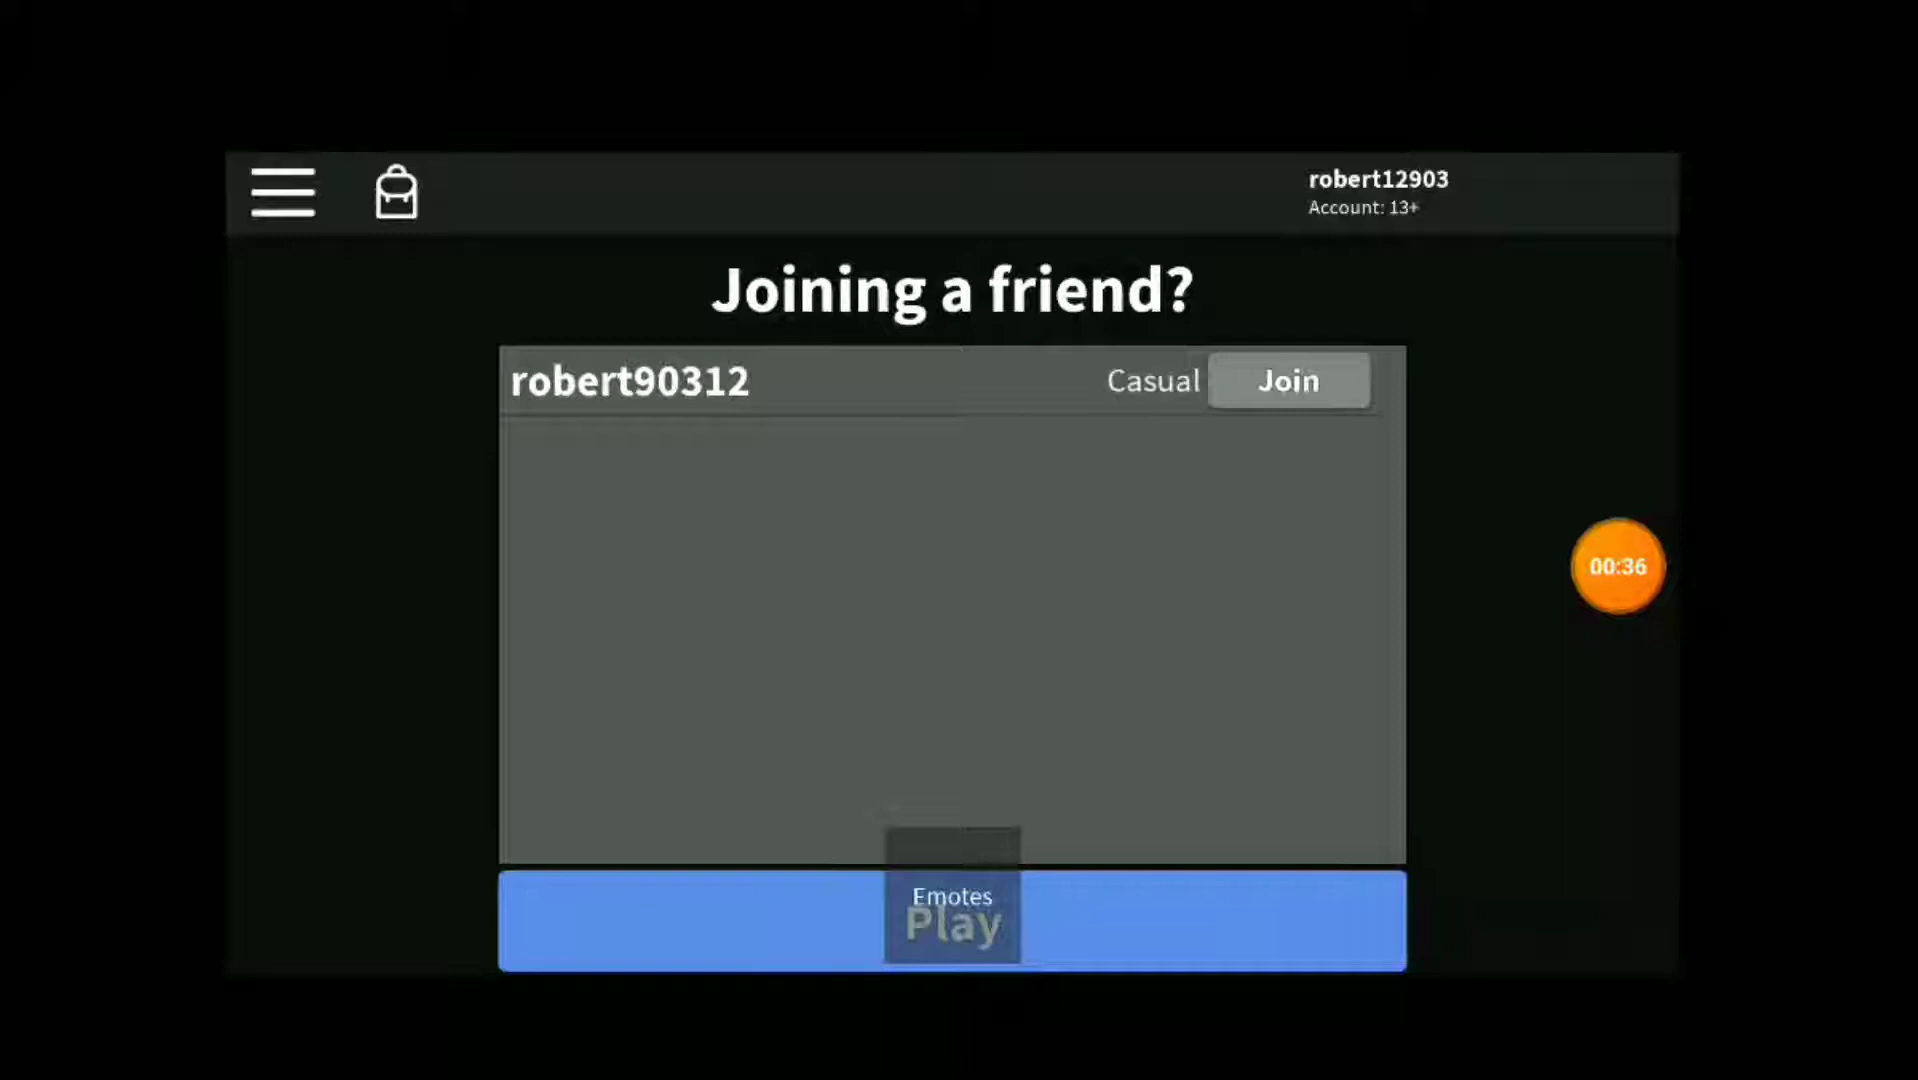 robert12903
Account: 13+
Joining a friend?
robert90312 Casual Join
00:36
Emotes
Play